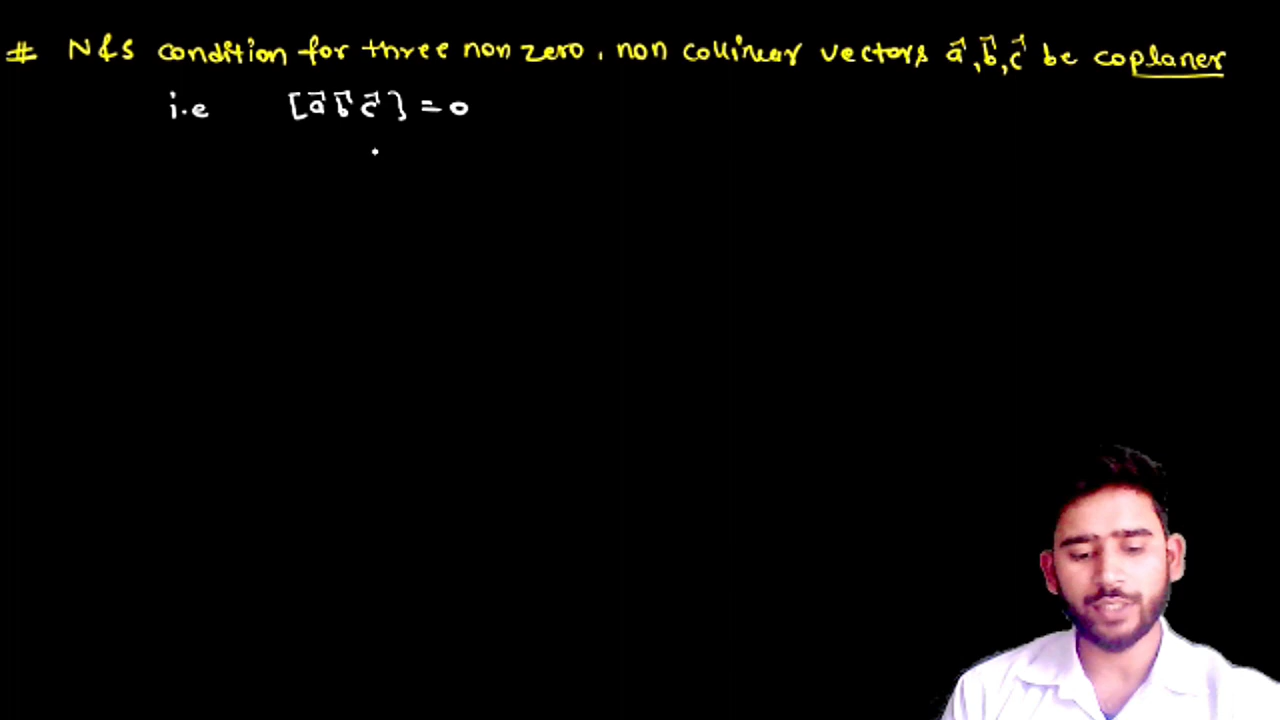 # N&S condition for three non zero, non collinear vectors a⃗, b⃗, c⃗ be coplaner
i.e [a⃗ b⃗ c⃗] = 0